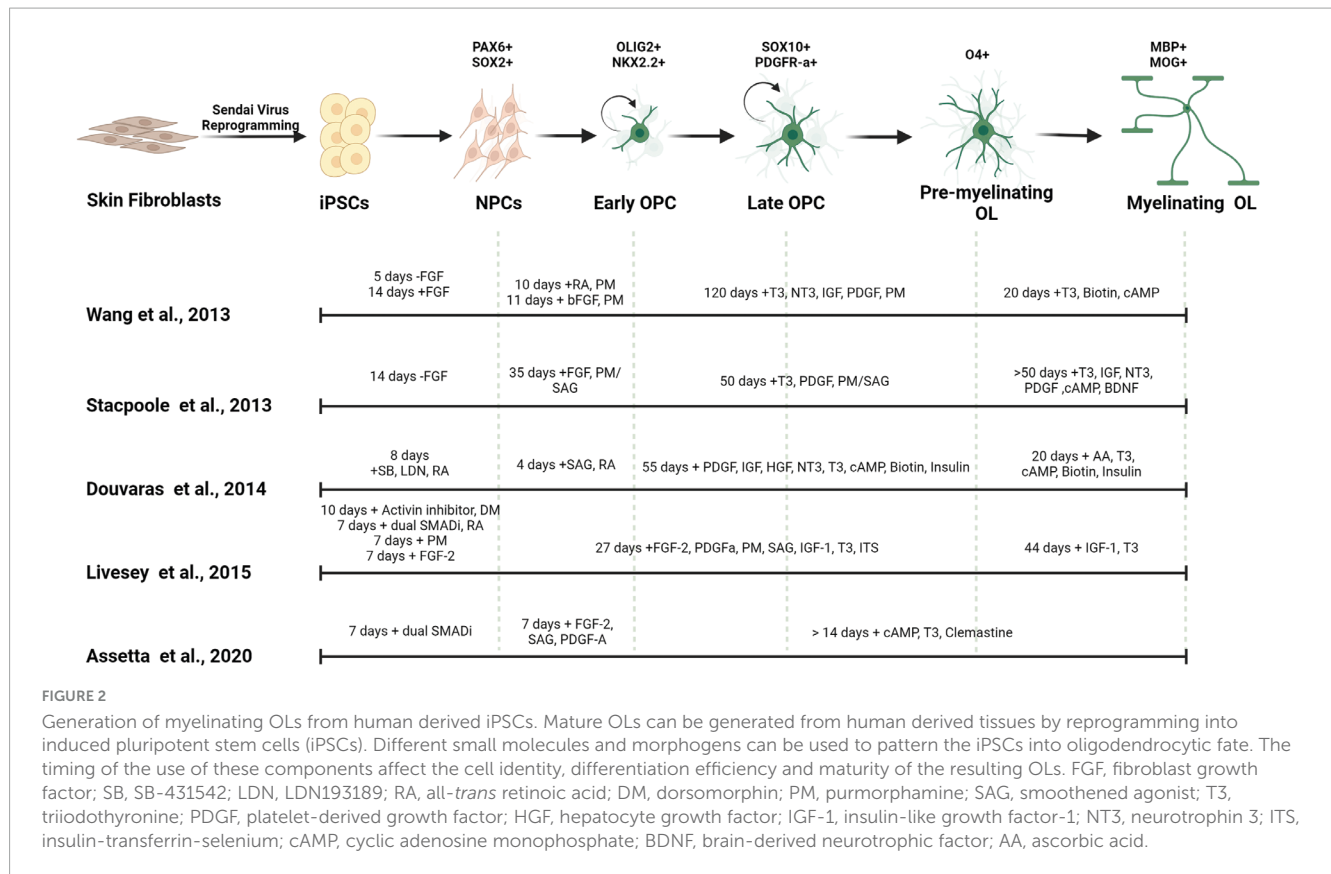 PAX6+
SOX2+
OLIG2+
NKX2.2+
SOX10+
PDGFR-a+
O4+
MBP+
MOG+
Sendai Virus
Reprogramming
Skin Fibroblasts
iPSCs
NPCs
Early OPC
Late OPC
Pre-myelinating
OL
Myelinating OL
Wang et al., 2013
5 days -FGF
14 days +FGF
10 days +RA, PM
11 days + bFGF, PM
120 days +T3, NT3, IGF, PDGF, PM
20 days +T3, Biotin, cAMP
Stacpoole et al., 2013
14 days -FGF
35 days +FGF, PM/
SAG
50 days +T3, PDGF, PM/SAG
>50 days +T3, IGF, NT3,
PDGF ,cAMP, BDNF
Douvaras et al., 2014
8 days
+SB, LDN, RA
4 days +SAG, RA
55 days + PDGF, IGF, HGF, NT3, T3, cAMP, Biotin, Insulin
20 days + AA, T3,
cAMP, Biotin, Insulin
Livesey et al., 2015
10 days + Activin inhibitor, DM
7 days + dual SMADi, RA
7 days + PM
7 days + FGF-2
27 days +FGF-2, PDGFa, PM, SAG, IGF-1, T3, ITS
44 days + IGF-1, T3
Assetta et al., 2020
7 days + dual SMADi
7 days + FGF-2,
SAG, PDGF-A
> 14 days + cAMP, T3, Clemastine
FIGURE 2
Generation of myelinating OLs from human derived iPSCs. Mature OLs can be generated from human derived tissues by reprogramming into
induced pluripotent stem cells (iPSCs). Different small molecules and morphogens can be used to pattern the iPSCs into oligodendrocytic fate. The
timing of the use of these components affect the cell identity, differentiation efficiency and maturity of the resulting OLs. FGF, fibroblast growth
factor; SB, SB-431542; LDN, LDN193189; RA, all-trans retinoic acid; DM, dorsomorphin; PM, purmorphamine; SAG, smoothened agonist; T3,
triiodothyronine; PDGF, platelet-derived growth factor; HGF, hepatocyte growth factor; IGF-1, insulin-like growth factor-1; NT3, neurotrophin 3; ITS,
insulin-transferrin-selenium; cAMP, cyclic adenosine monophosphate; BDNF, brain-derived neurotrophic factor; AA, ascorbic acid.